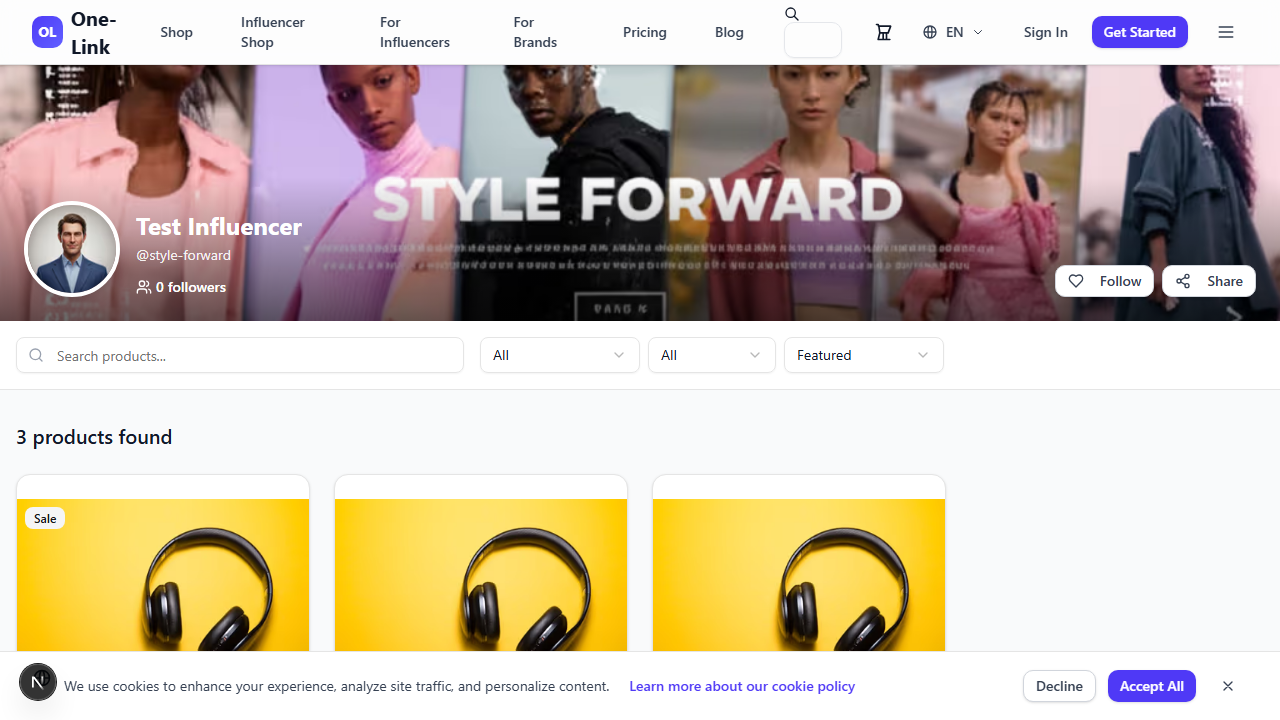 OL One-Link
Shop
Influencer Shop
For Influencers
For Brands
Pricing
Blog
EN
Sign In
Get Started
STYLE FORWARD
Test Influencer
@style-forward
0 followers
Follow
Share
Search products...
All
All
Featured
3 products found
Sale
N
We use cookies to enhance your experience, analyze site traffic, and personalize content.
Learn more about our cookie policy
Decline
Accept All